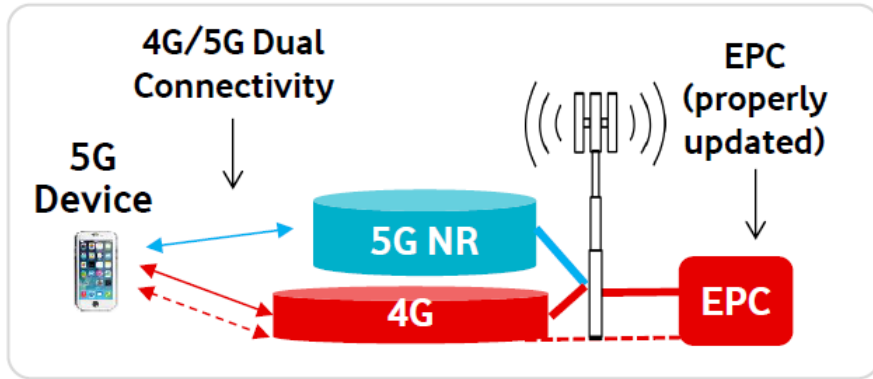 4G/5G Dual
Connectivity
EPC
(properly
updated)
5G
Device
5G NR
4G
EPC